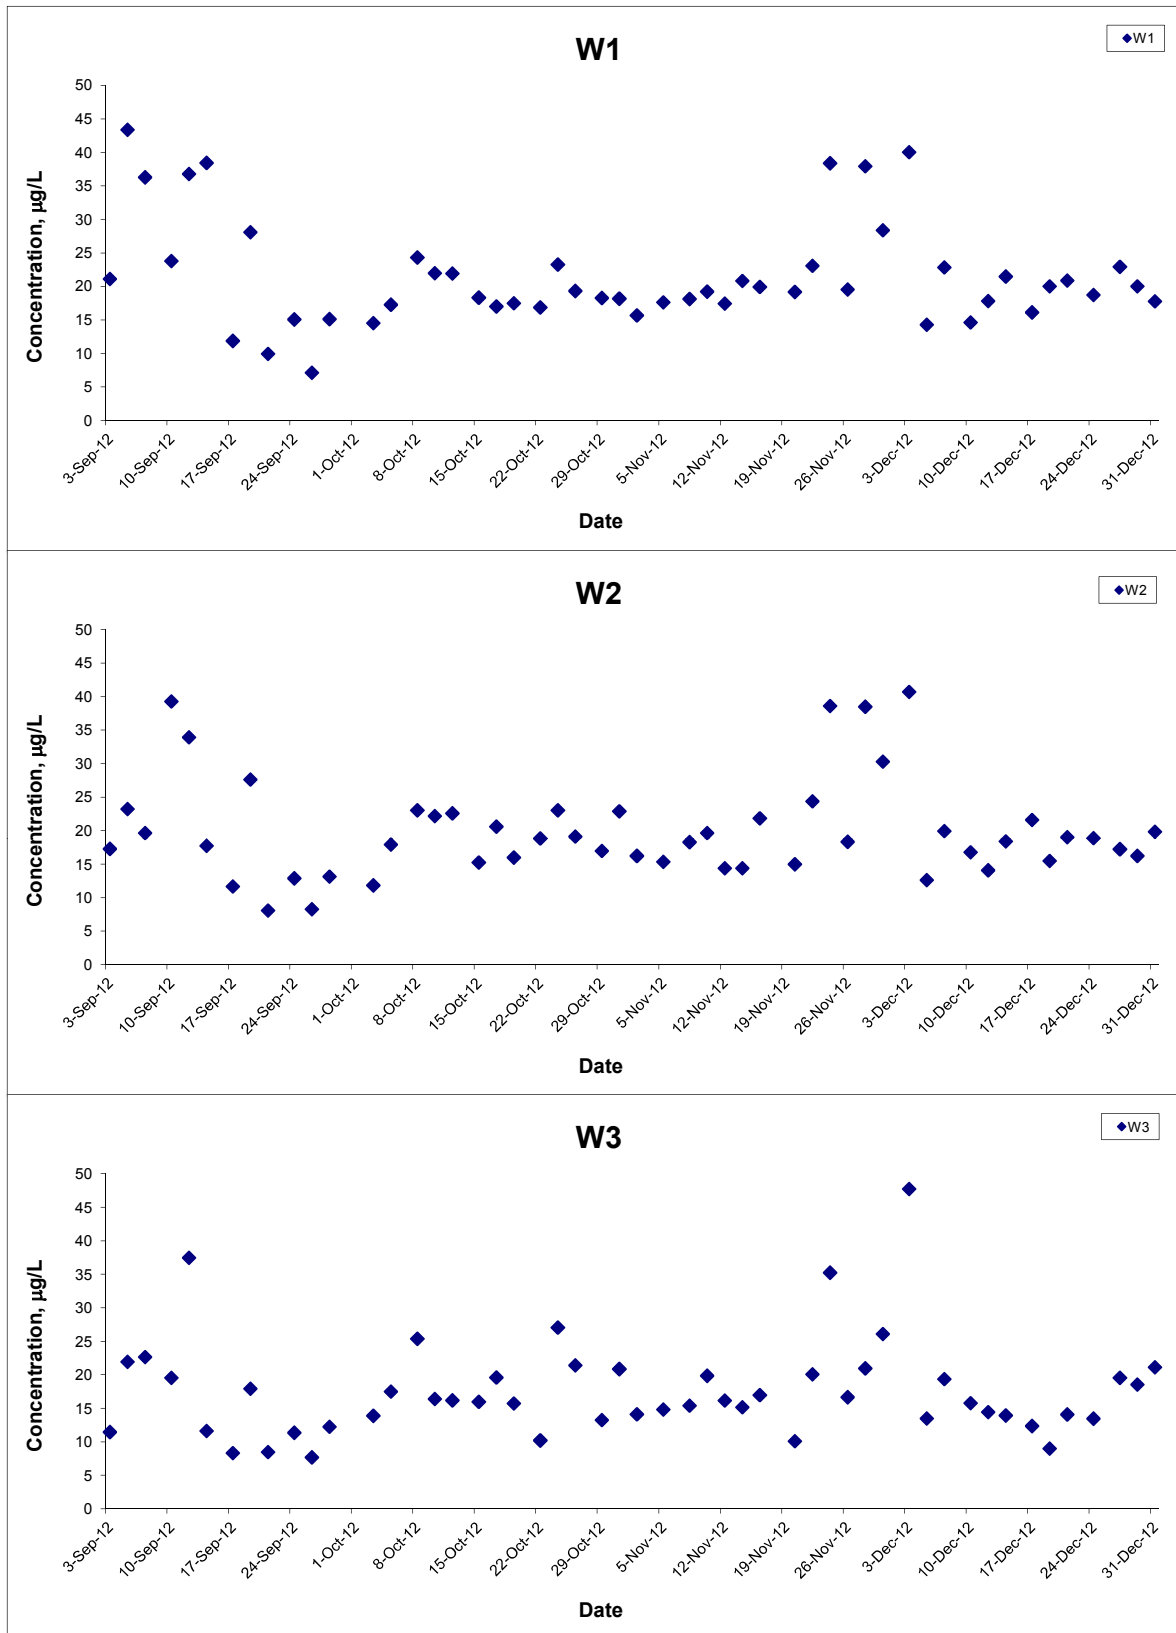 W1
W1
50
45
40
35
30
25
20
15
10
5
0
Concentration, µg/L
3-Sep-12
10-Sep-12
17-Sep-12
24-Sep-12
1-Oct-12
8-Oct-12
15-Oct-12
22-Oct-12
29-Oct-12
5-Nov-12
12-Nov-12
19-Nov-12
26-Nov-12
3-Dec-12
10-Dec-12
17-Dec-12
24-Dec-12
31-Dec-12
Date
W2
W2
50
45
40
35
30
25
20
15
10
5
0
Concentration, µg/L
3-Sep-12
10-Sep-12
17-Sep-12
24-Sep-12
1-Oct-12
8-Oct-12
15-Oct-12
22-Oct-12
29-Oct-12
5-Nov-12
12-Nov-12
19-Nov-12
26-Nov-12
3-Dec-12
10-Dec-12
17-Dec-12
24-Dec-12
31-Dec-12
Date
W3
W3
50
45
40
35
30
25
20
15
10
5
0
Concentration, µg/L
3-Sep-12
10-Sep-12
17-Sep-12
24-Sep-12
1-Oct-12
8-Oct-12
15-Oct-12
22-Oct-12
29-Oct-12
5-Nov-12
12-Nov-12
19-Nov-12
26-Nov-12
3-Dec-12
10-Dec-12
17-Dec-12
24-Dec-12
31-Dec-12
Date